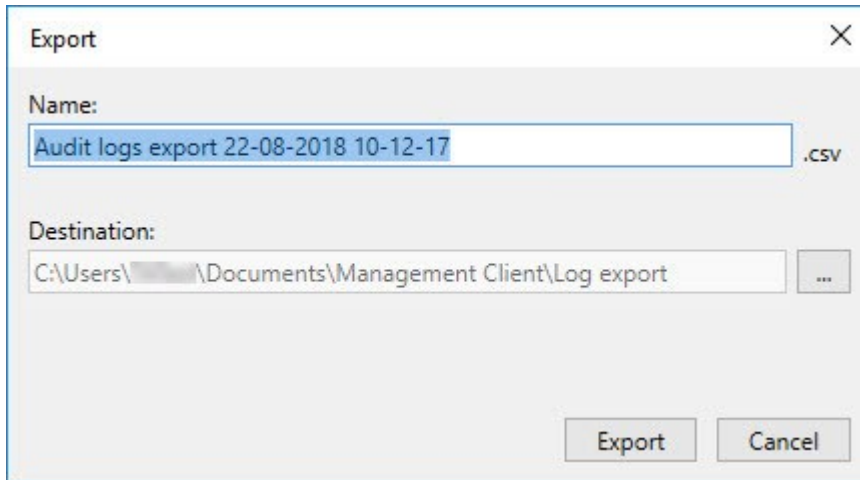 Export
Name:
Audit logs export 22-08-2018 10-12-17
.csv
Destination:
C:\Users\ \Documents\Management Client\Log export
...
Export
Cancel